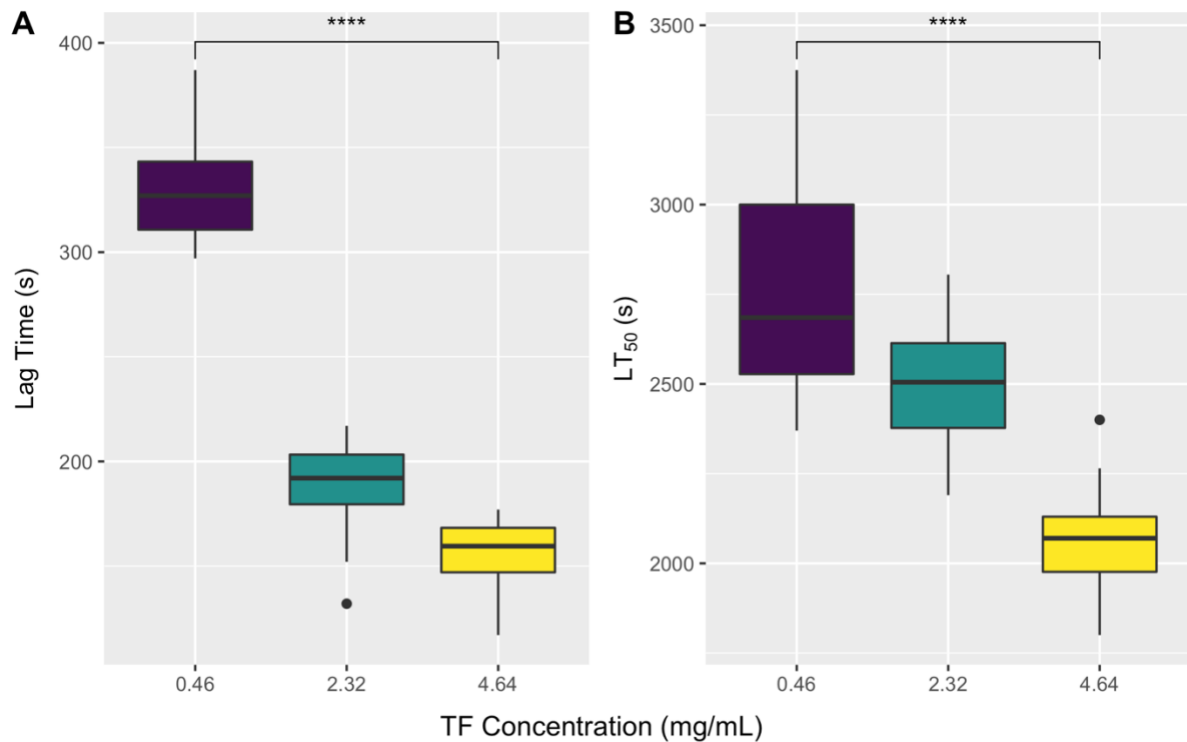 A
****
400
300
200
Lag Time (s)
0.46 2.32 4.64
B
****
3500
3000
2500
2000
LT₅₀ (s)
0.46 2.32 4.64
TF Concentration (mg/mL)